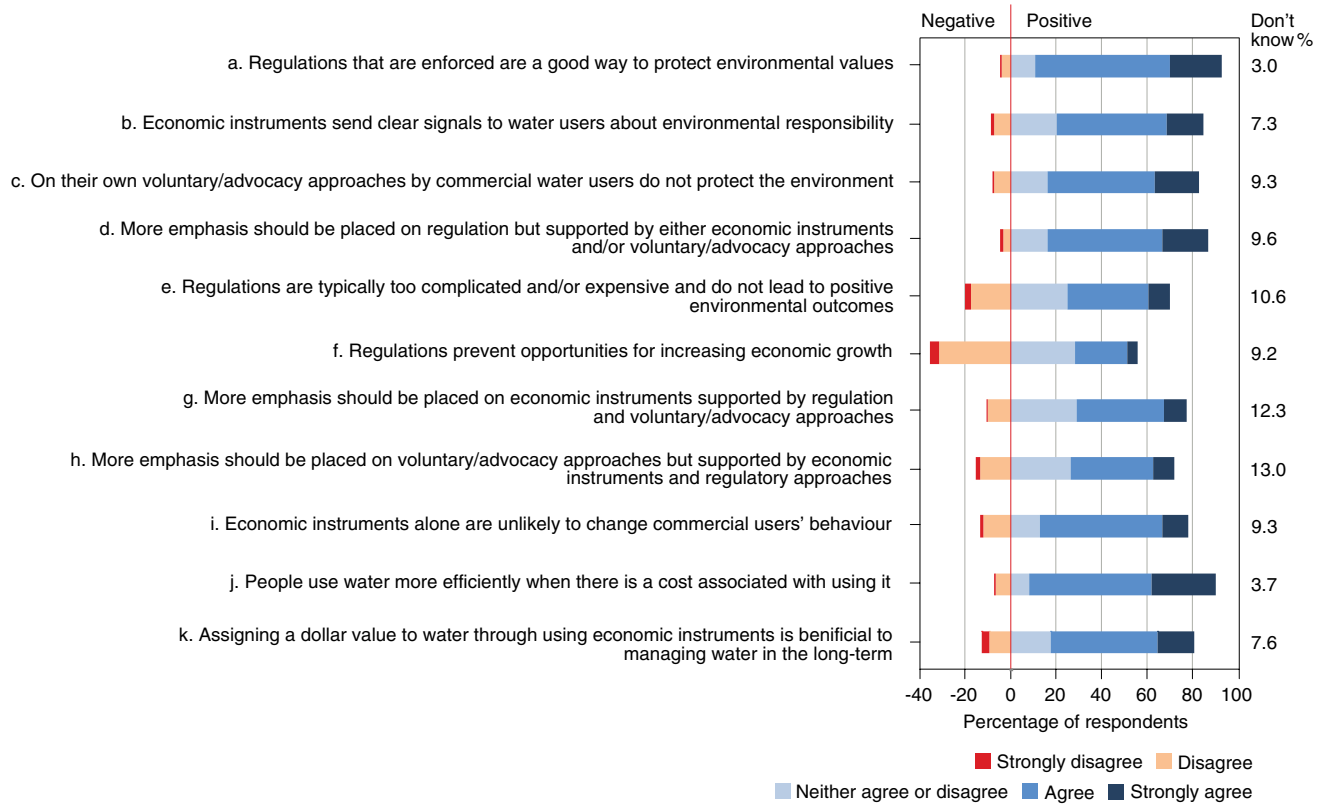 Negative Positive Don't
know %
a. Regulations that are enforced are a good way to protect environmental values 3.0
b. Economic instruments send clear signals to water users about environmental responsibility 7.3
c. On their own voluntary/advocacy approaches by commercial water users do not protect the environment 9.3
d. More emphasis should be placed on regulation but supported by either economic instruments
and/or voluntary/advocacy approaches 9.6
e. Regulations are typically too complicated and/or expensive and do not lead to positive
environmental outcomes 10.6
f. Regulations prevent opportunities for increasing economic growth 9.2
g. More emphasis should be placed on economic instruments supported by regulation
and voluntary/advocacy approaches 12.3
h. More emphasis should be placed on voluntary/advocacy approaches but supported by economic
instruments and regulatory approaches 13.0
i. Economic instruments alone are unlikely to change commercial users' behaviour 9.3
j. People use water more efficiently when there is a cost associated with using it 3.7
k. Assigning a dollar value to water through using economic instruments is benificial to
managing water in the long-term 7.6
-40 -20 0 20 40 60 80 100
Percentage of respondents
Strongly disagree Disagree
Neither agree or disagree Agree Strongly agree